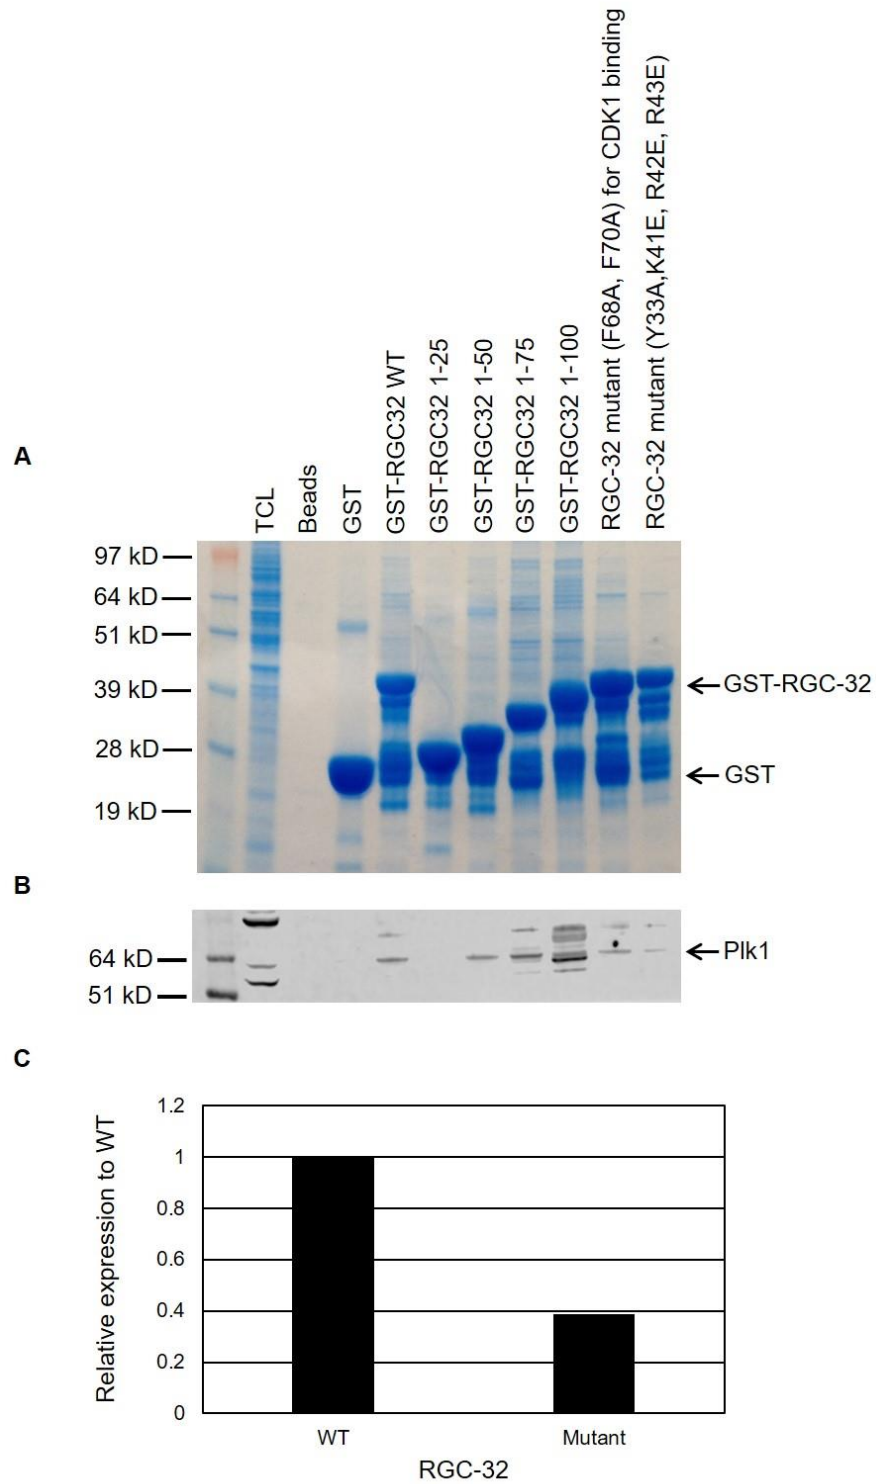 A
TCL
Beads
GST
GST-RGC32 WT
GST-RGC32 1-25
GST-RGC32 1-50
GST-RGC32 1-75
GST-RGC32 1-100
RGC-32 mutant (F68A, F70A) for CDK1 binding
RGC-32 mutant (Y33A,K41E, R42E, R43E)
97 kD
64 kD
51 kD
39 kD
28 kD
19 kD
GST-RGC-32
GST
B
64 kD
51 kD
Plk1
C
Relative expression to WT
1.2
1
0.8
0.6
0.4
0.2
0
WT
Mutant
RGC-32